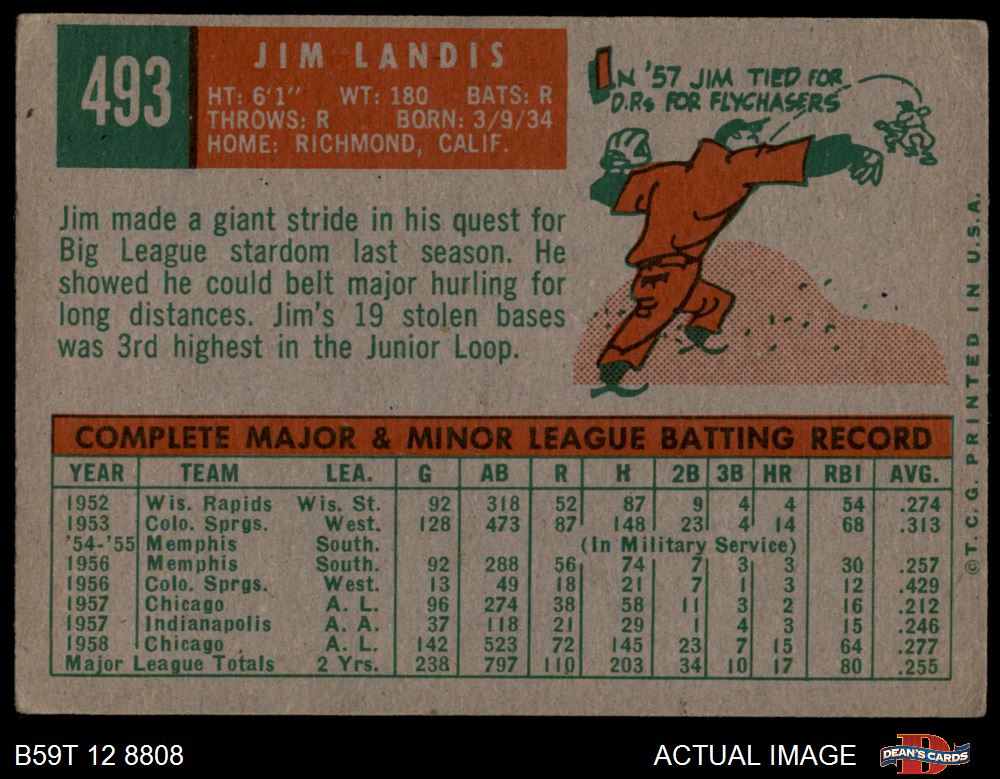 493
JIM LANDIS
HT: 6'1" WT: 180 BATS: R
THROWS: R BORN: 3/9/34
HOME: RICHMOND, CALIF.
IN '57 JIM TIED FOR
D.Rs FOR FLYCHASERS
Jim made a giant stride in his quest for
Big League stardom last season. He
showed he could belt major hurling for
long distances. Jim's 19 stolen bases
was 3rd highest in the Junior Loop.
COMPLETE MAJOR & MINOR LEAGUE BATTING RECORD
YEAR TEAM LEA. G AB R H 2B 3B HR RBI AVG.
1952 Wis. Rapids Wis. St. 92 318 52 87 9 4 4 54 .274
1953 Colo. Sprgs. West. 128 473 87 148 23 4 14 68 .313
'54-'55 Memphis South. (In Military Service)
1956 Memphis South. 92 288 56 74 7 3 3 30 .257
1956 Colo. Sprgs. West. 13 49 18 21 7 1 3 12 .429
1957 Chicago A. L. 96 274 38 58 11 3 2 16 .212
1957 Indianapolis A. A. 37 118 21 29 1 4 3 15 .246
1958 Chicago A. L. 142 523 72 145 23 7 15 64 .277
Major League Totals 2 Yrs. 238 797 110 203 34 10 17 80 .255
© T. C. G. PRINTED IN U.S.A.
B59T 12 8808
ACTUAL IMAGE
DEAN'S CARDS